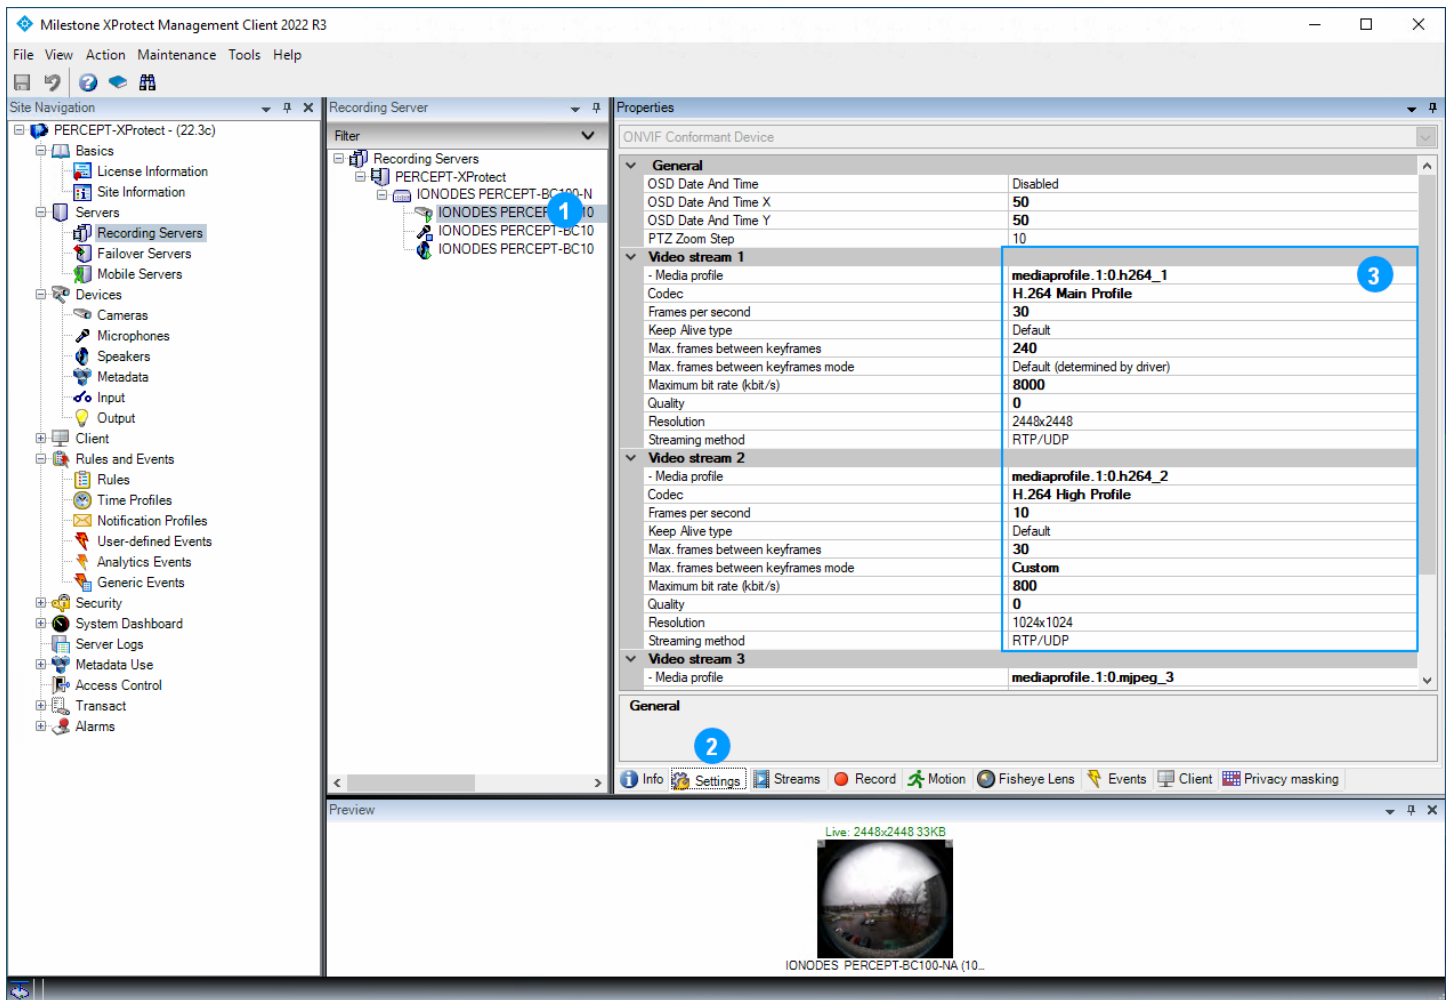 Milestone XProtect Management Client 2022 R3
File View Action Maintenance Tools Help
Site Navigation
PERCEPT-XProtect - (22.3c)
Basics
License Information
Site Information
Servers
Recording Servers
Failover Servers
Mobile Servers
Devices
Cameras
Microphones
Speakers
Metadata
Input
Output
Client
Rules and Events
Rules
Time Profiles
Notification Profiles
User-defined Events
Analytics Events
Generic Events
Security
System Dashboard
Server Logs
Metadata Use
Access Control
Transact
Alarms
Recording Server
Filter
Recording Servers
PERCEPT-XProtect
IONODES PERCEPT-BC100-N
IONODES PERCEPT 10
1
IONODES PERCEPT-BC10
IONODES PERCEPT-BC10
Properties
ONVIF Conformant Device
General
OSD Date And Time Disabled
OSD Date And Time X 50
OSD Date And Time Y 50
PTZ Zoom Step 10
Video stream 1
3
- Media profile mediaprofile.1:0.h264_1
Codec H.264 Main Profile
Frames per second 30
Keep Alive type Default
Max. frames between keyframes 240
Max. frames between keyframes mode Default (determined by driver)
Maximum bit rate (kbit/s) 8000
Quality 0
Resolution 2448x2448
Streaming method RTP/UDP
Video stream 2
- Media profile mediaprofile.1:0.h264_2
Codec H.264 High Profile
Frames per second 10
Keep Alive type Default
Max. frames between keyframes 30
Max. frames between keyframes mode Custom
Maximum bit rate (kbit/s) 800
Quality 0
Resolution 1024x1024
Streaming method RTP/UDP
Video stream 3
- Media profile mediaprofile.1:0.mjpeg_3
General
2
Info Settings Streams Record Motion Fisheye Lens Events Client Privacy masking
Preview
Live: 2448x2448 33KB
IONODES PERCEPT-BC100-NA (10...